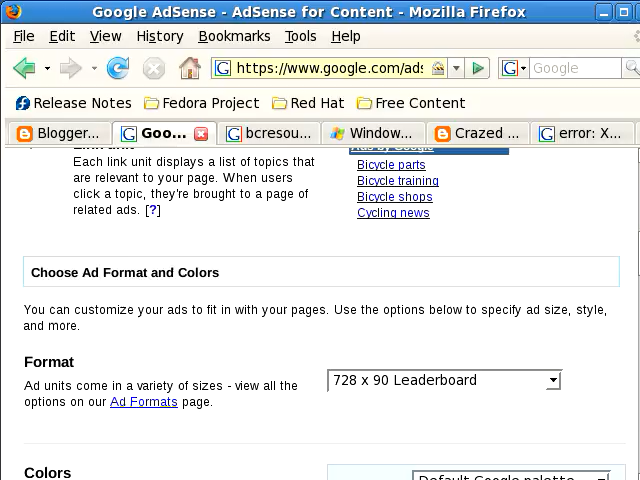 Google AdSense - AdSense for Content - Mozilla Firefox
File Edit View History Bookmarks Tools Help
https://www.google.com/ads Google
Release Notes Fedora Project Red Hat Free Content
Blogger... Goo... bcresou... Window... Crazed ... error: X...
Each link unit displays a list of topics that
are relevant to your page. When users
click a topic, they're brought to a page of
related ads. [?]
Ads by Google
Bicycle parts
Bicycle training
Bicycle shops
Cycling news
Choose Ad Format and Colors
You can customize your ads to fit in with your pages. Use the options below to specify ad size, style,
and more.
Format
Ad units come in a variety of sizes - view all the
options on our Ad Formats page.
728 x 90 Leaderboard
Colors
Default Google palette